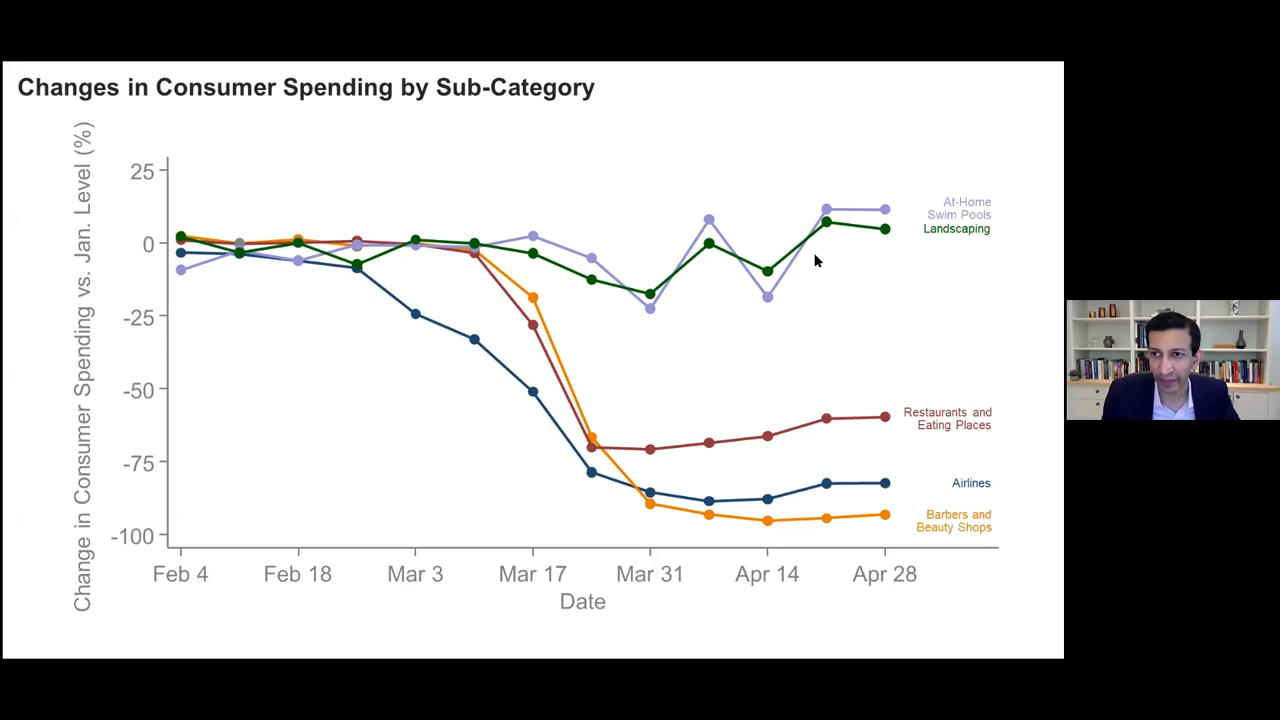 Changes in Consumer Spending by Sub-Category
Change in Consumer Spending vs. Jan. Level (%)
25
0
-25
-50
-75
-100
At-Home
Swim Pools
Landscaping
Restaurants and
Eating Places
Airlines
Barbers and
Beauty Shops
Feb 4
Feb 18
Mar 3
Mar 17
Mar 31
Apr 14
Apr 28
Date